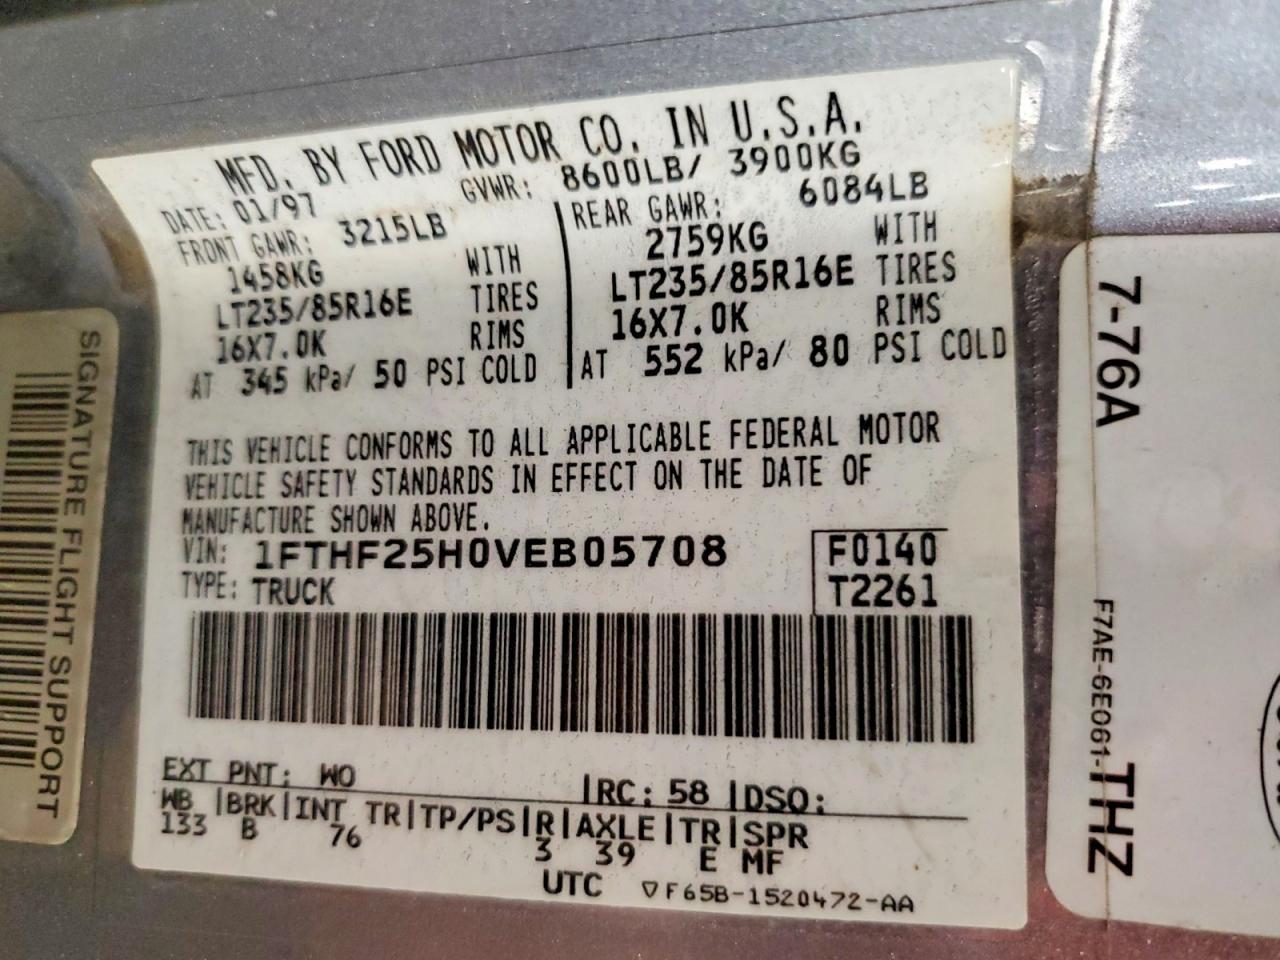 MFD. BY FORD MOTOR CO. IN U.S.A.
DATE: 01/97 GVWR: 8600LB/ 3900KG
FRONT GAWR: 3215LB
1458KG WITH
LT235/85R16E TIRES
16X7.0K RIMS
AT 345 kPa/ 50 PSI COLD
REAR GAWR: 6084LB
2759KG WITH
LT235/85R16E TIRES
16X7.0K RIMS
AT 552 kPa/ 80 PSI COLD
THIS VEHICLE CONFORMS TO ALL APPLICABLE FEDERAL MOTOR
VEHICLE SAFETY STANDARDS IN EFFECT ON THE DATE OF
MANUFACTURE SHOWN ABOVE.
VIN: 1FTHF25H0VEB05708
TYPE: TRUCK
F0140
T2261
EXT PNT: WO RC: 58 DSO:
WB BRK INT TR TP/PS R AXLE TR SPR
133 B 76 3 39 E MF
UTC ▽F65B-1520472-AA
SIGNATURE FLIGHT SUPPORT
7-76A
F7AE-6E061-THZ